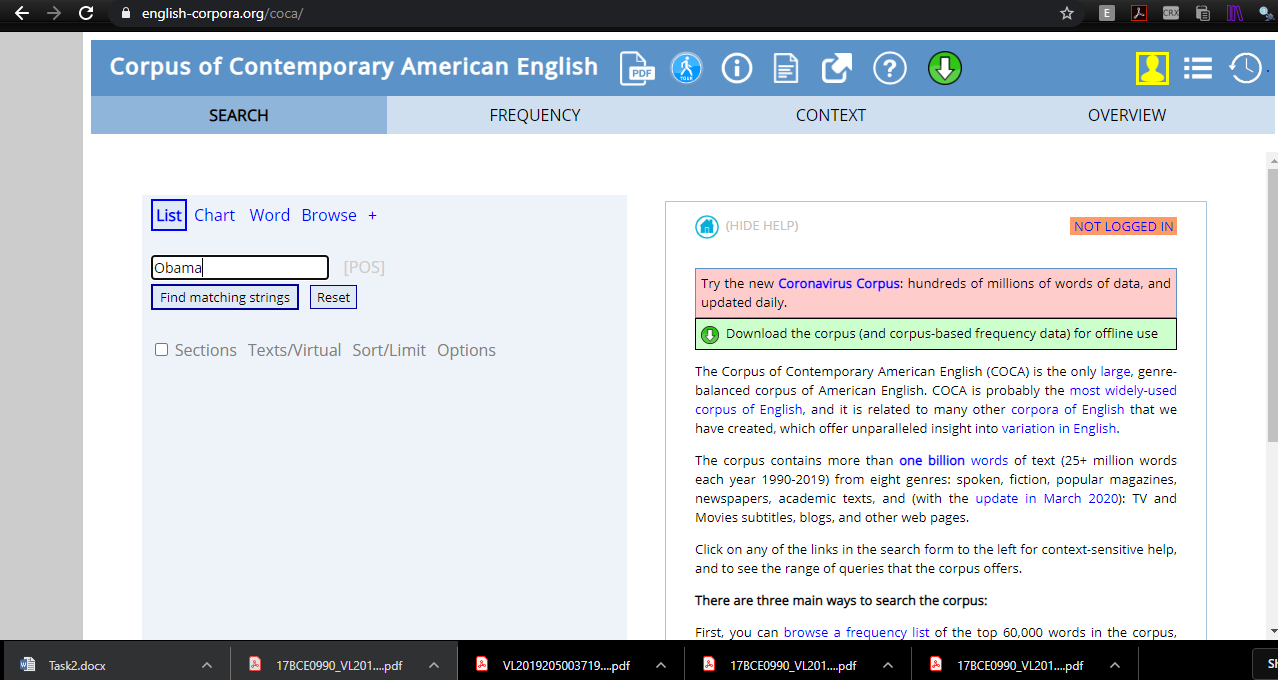 english-corpora.org/coca/
E
CRX
Corpus of Contemporary American English
PDF
TOUR
SEARCH
FREQUENCY
CONTEXT
OVERVIEW
List Chart Word Browse +
Obama
[POS]
Find matching strings
Reset
Sections Texts/Virtual Sort/Limit Options
(HIDE HELP)
NOT LOGGED IN
Try the new Coronavirus Corpus: hundreds of millions of words of data, and
updated daily.
Download the corpus (and corpus-based frequency data) for offline use
The Corpus of Contemporary American English (COCA) is the only large, genre-
balanced corpus of American English. COCA is probably the most widely-used
corpus of English, and it is related to many other corpora of English that we
have created, which offer unparalleled insight into variation in English.
The corpus contains more than one billion words of text (25+ million words
each year 1990-2019) from eight genres: spoken, fiction, popular magazines,
newspapers, academic texts, and (with the update in March 2020): TV and
Movies subtitles, blogs, and other web pages.
Click on any of the links in the search form to the left for context-sensitive help,
and to see the range of queries that the corpus offers.
There are three main ways to search the corpus:
First, you can browse a frequency list of the top 60,000 words in the corpus,
Task2.docx
17BCE0990_VL201....pdf
VL2019205003719....pdf
17BCE0990_VL201....pdf
17BCE0990_VL201....pdf